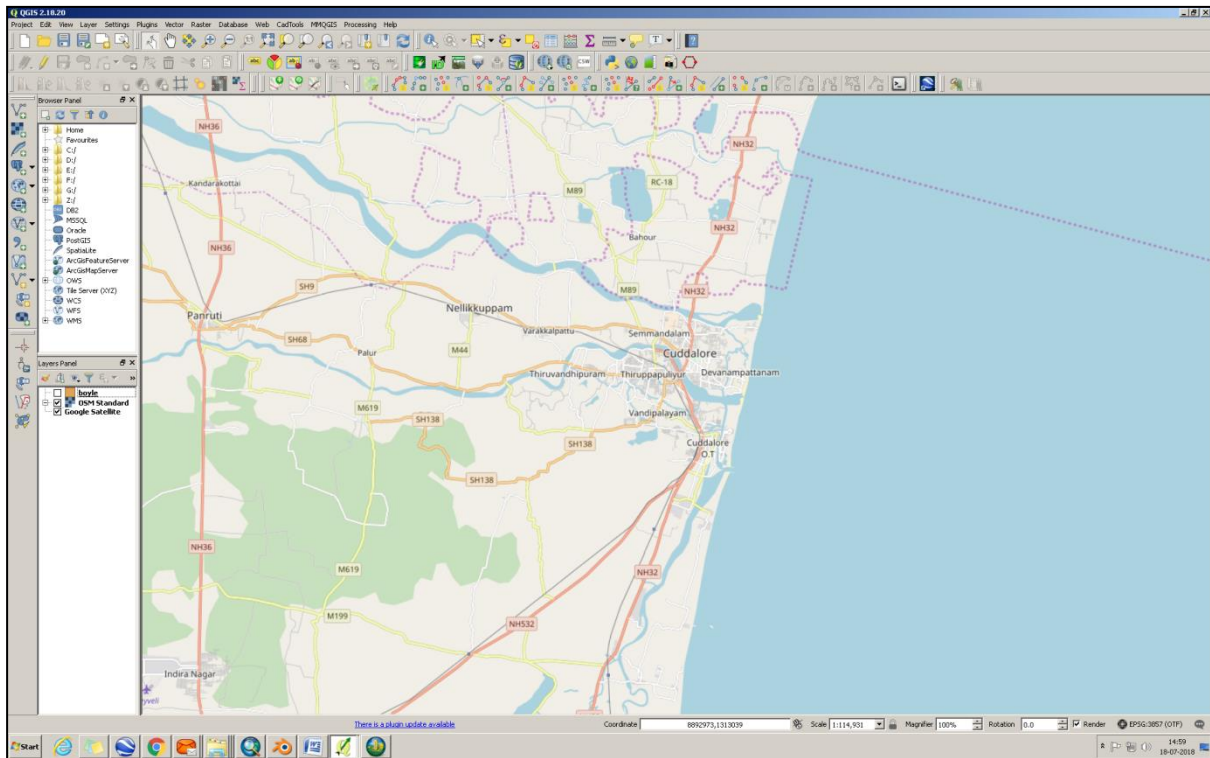 QGIS 2.18.20
Project Edit View Layer Settings Plugins Vector Raster Database Web CadTools MMQGIS Processing Help
CSW
Browser Panel
Home
Favourites
C:/
D:/
E:/
F:/
G:/
Z:/
DB2
MSSQL
Oracle
PostGIS
SpatiaLite
ArcGisFeatureServer
ArcGisMapServer
OWS
Tile Server (XYZ)
WCS
WFS
WMS
Layers Panel
boyle
OSM Standard
Google Satellite
NH36
NH32
Kandarakottai
M89
RC-18
NH32
Bahour
NH36
SH9
M89
NH32
Panruti
Nellikkuppam
Varakkalpattu
Semmandalam
SH68
Palur
M44
Cuddalore
Thiruvandhipuram
Thiruppapuliyur
Devanampattanam
M619
SH138
Vandipalayam
SH138
Cuddalore
O.T
SH138
NH36
M619
NH32
M199
NH532
Indira Nagar
yveli
There is a plugin update available
Coordinate 8892973,1313039 Scale 1:114,931 Magnifier 100% Rotation 0.0 Render EPSG:3857 (OTF)
Start
14:59
18-07-2018